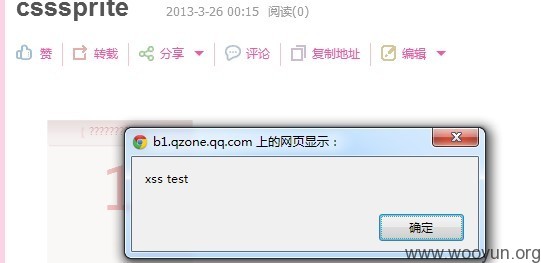 csssprite 2013-3-26 00:15 阅读(0)
赞 转载 分享 评论 复制地址 编辑
[ ????????
1
b1.qzone.qq.com 上的网页显示：
xss test
确定
www.wooyun.org